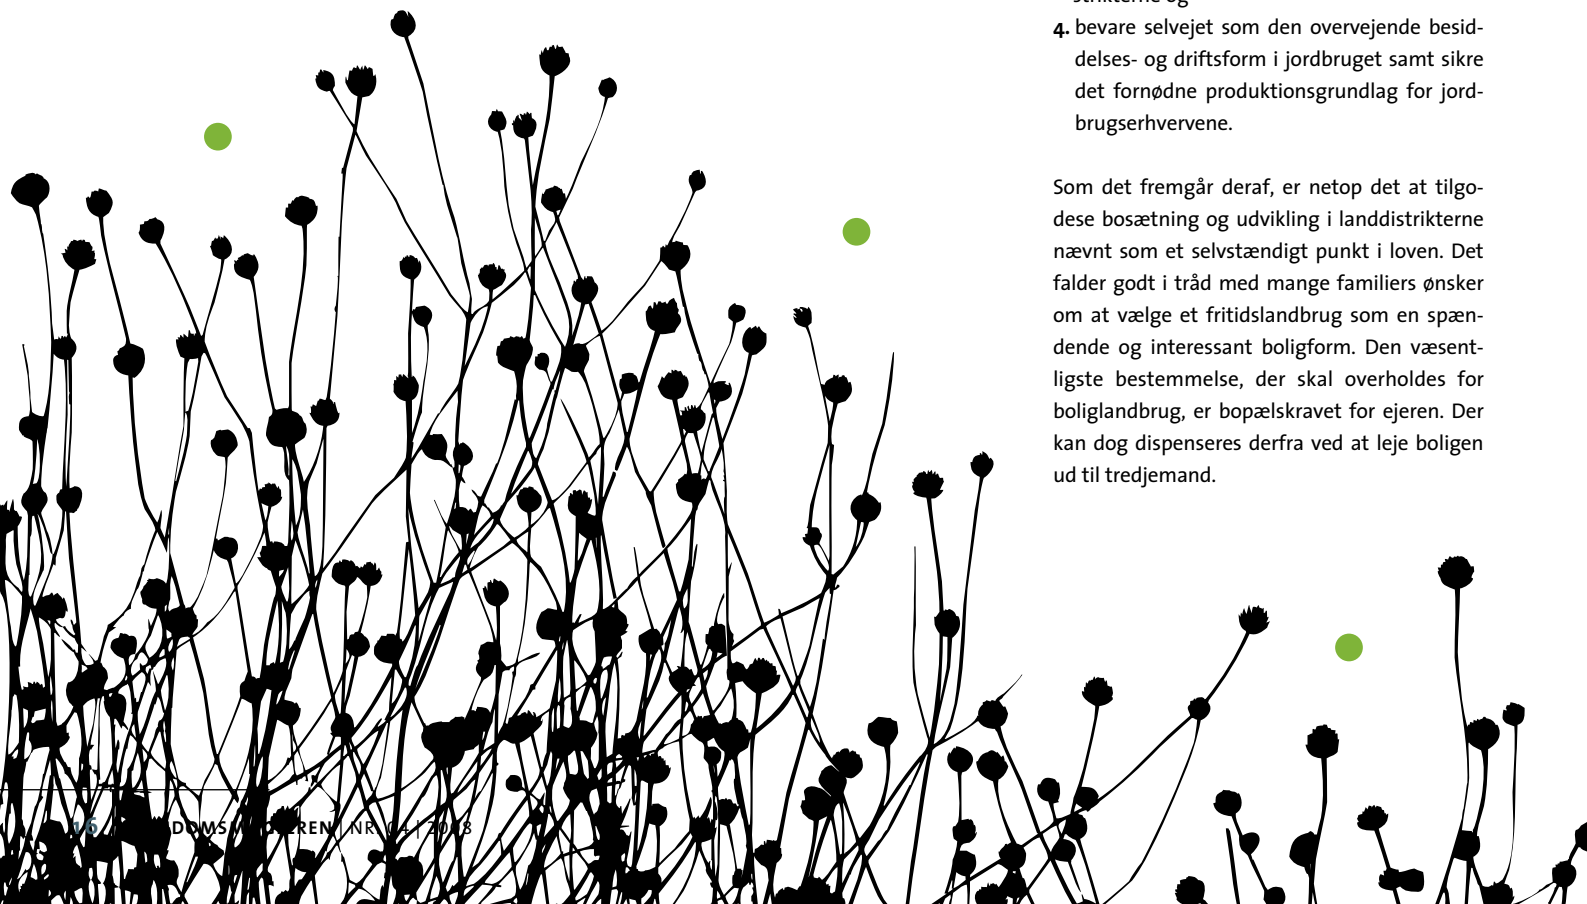 4. bevare selvejet som den overvejende besid-
delses- og driftsform i jordbruget samt sikre
det fornødne produktionsgrundlag for jord-
brugserhvervene.
Som det fremgår deraf, er netop det at tilgo-
dese bosætning og udvikling i landdistrikterne
nævnt som et selvstændigt punkt i loven. Det
falder godt i tråd med mange familiers ønsker
om at vælge et fritidslandbrug som en spæn-
dende og interessant boligform. Den væsent-
ligste bestemmelse, der skal overholdes for
boliglandbrug, er bopælskravet for ejeren. Der
kan dog dispenseres derfra ved at leje boligen
ud til tredjemand.
16 | NR. 04 | 2008